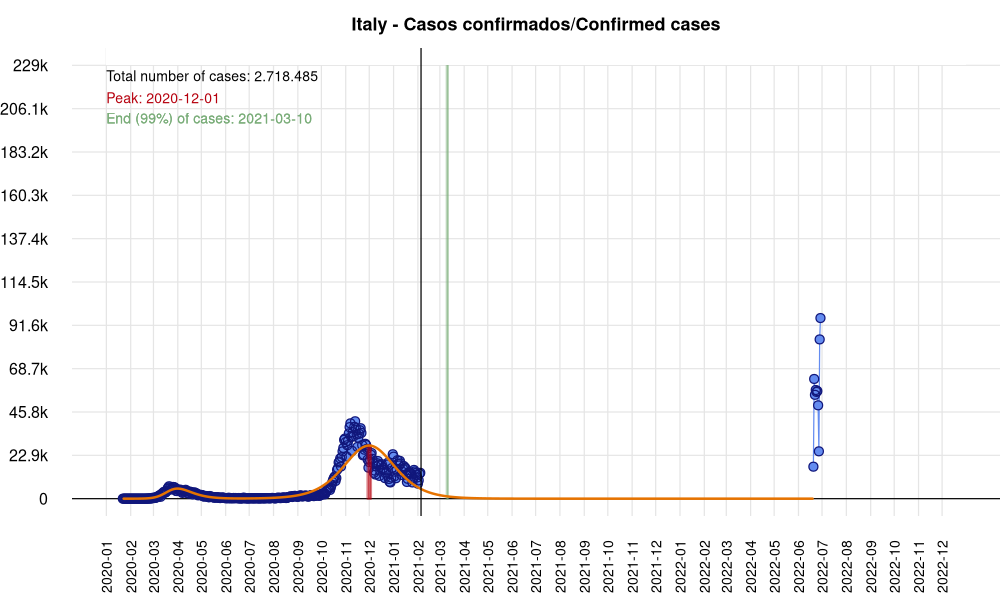 Italy - Casos confirmados/Confirmed cases
229k
206.1k
183.2k
160.3k
137.4k
114.5k
91.6k
68.7k
45.8k
22.9k
0
Total number of cases: 2.718.485
Peak: 2020-12-01
End (99%) of cases: 2021-03-10
2020-01
2020-02
2020-03
2020-04
2020-05
2020-06
2020-07
2020-08
2020-09
2020-10
2020-11
2020-12
2021-01
2021-02
2021-03
2021-04
2021-05
2021-06
2021-07
2021-08
2021-09
2021-10
2021-11
2021-12
2022-01
2022-02
2022-03
2022-04
2022-05
2022-06
2022-07
2022-08
2022-09
2022-10
2022-11
2022-12